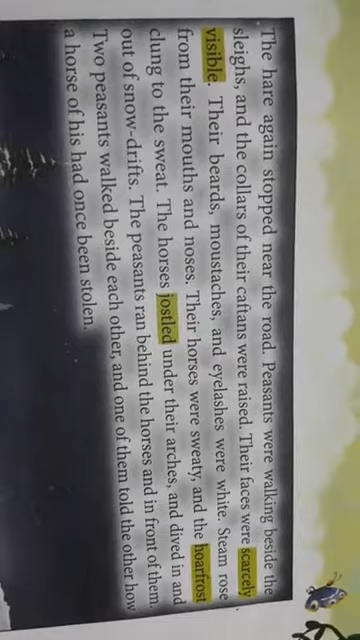 The hare again stopped near the road. Peasants were walking beside the
sleighs, and the collars of their caftans were raised. Their faces were scarcely
visible. Their beards, moustaches, and eyelashes were white. Steam rose
from their mouths and noses. Their horses were sweaty, and the hoarfrost
clung to the sweat. The horses jostled under their arches, and dived in and
out of snow-drifts. The peasants ran behind the horses and in front of them.
Two peasants walked beside each other, and one of them told the other how
a horse of his had once been stolen.